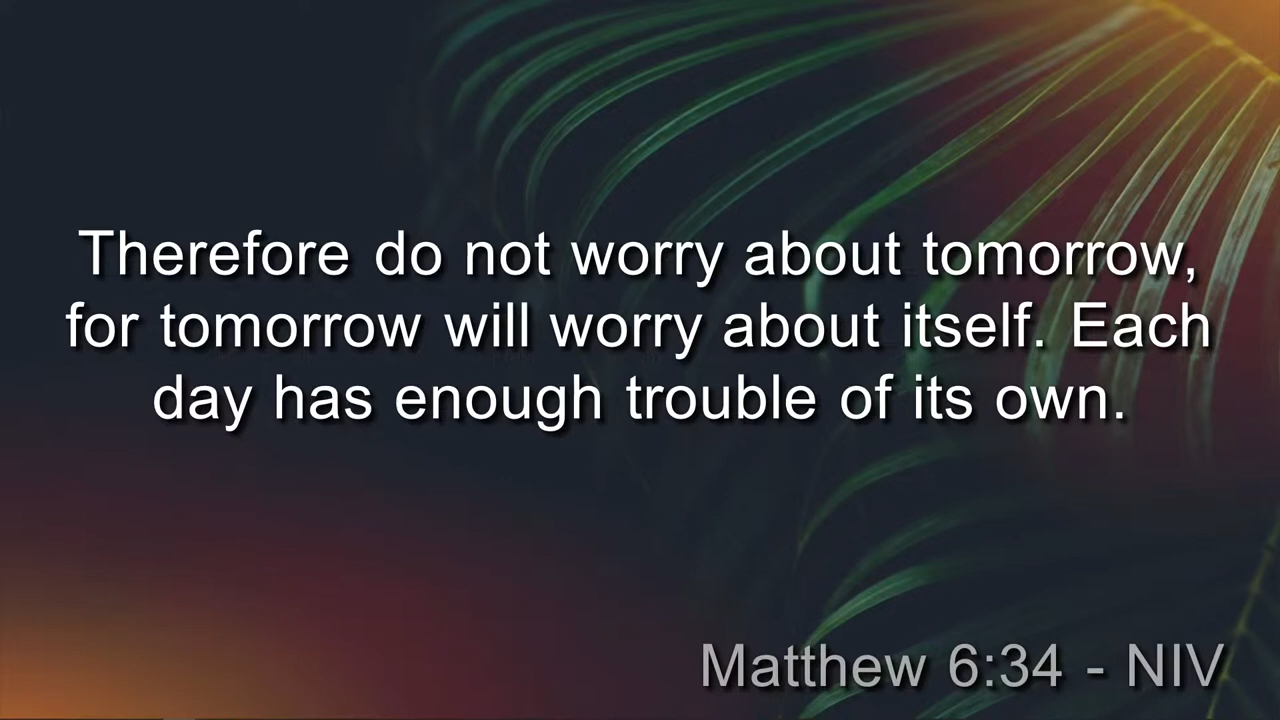 Therefore do not worry about tomorrow,
for tomorrow will worry about itself. Each
day has enough trouble of its own.
Matthew 6:34 - NIV